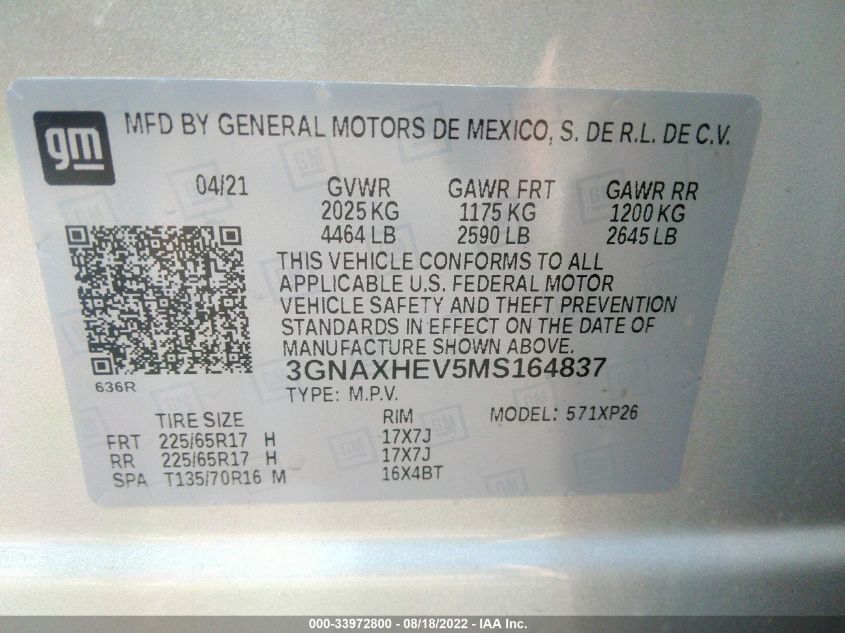 gm
MFD BY GENERAL MOTORS DE MEXICO, S. DE R.L. DE C.V.
04/21 GVWR GAWR FRT GAWR RR
2025 KG 1175 KG 1200 KG
4464 LB 2590 LB 2645 LB
THIS VEHICLE CONFORMS TO ALL
APPLICABLE U.S. FEDERAL MOTOR
VEHICLE SAFETY AND THEFT PREVENTION
STANDARDS IN EFFECT ON THE DATE OF
MANUFACTURE SHOWN ABOVE.
3GNAXHEV5MS164837
636R
TYPE: M.P.V.
TIRE SIZE RIM MODEL: 571XP26
FRT 225/65R17 H 17X7J
RR 225/65R17 H 17X7J
SPA T135/70R16 M 16X4BT
000-33972800 - 08/18/2022 - IAA Inc.